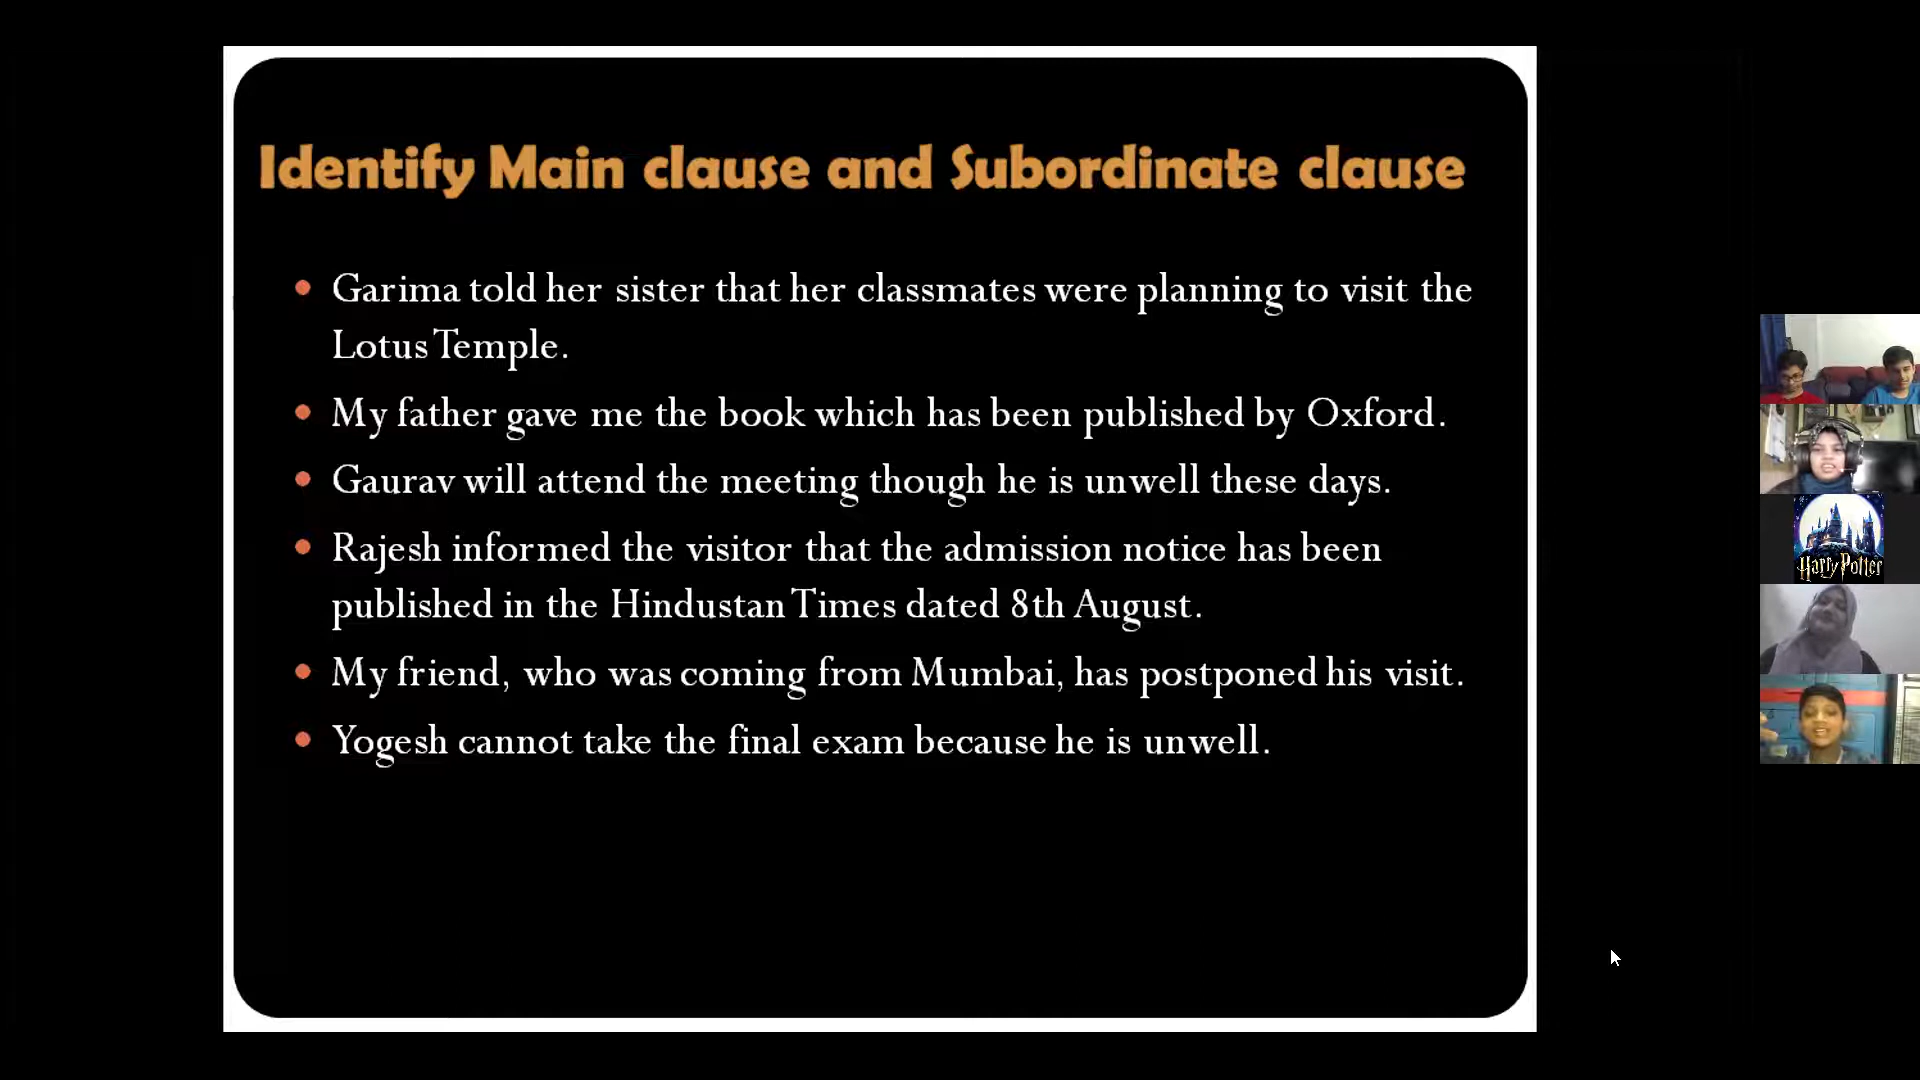 Identify Main clause and Subordinate clause
• Garima told her sister that her classmates were planning to visit the
Lotus Temple.
• My father gave me the book which has been published by Oxford.
• Gaurav will attend the meeting though he is unwell these days.
• Rajesh informed the visitor that the admission notice has been
published in the Hindustan Times dated 8th August.
• My friend, who was coming from Mumbai, has postponed his visit.
• Yogesh cannot take the final exam because he is unwell.
Harry Potter